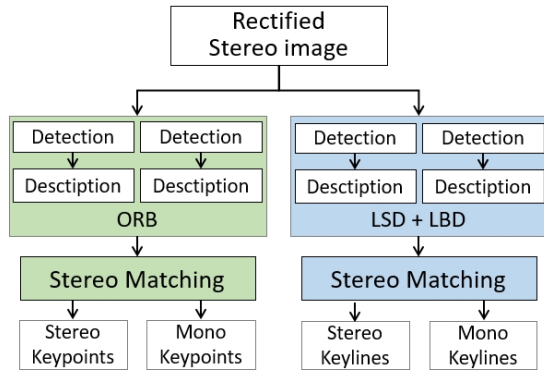 Rectified
Stereo image
Detection
Detection
Desctiption
Desctiption
ORB
Detection
Detection
Desctiption
Desctiption
LSD + LBD
Stereo Matching
Stereo Matching
Stereo
Keypoints
Mono
Keypoints
Stereo
Keylines
Mono
Keylines